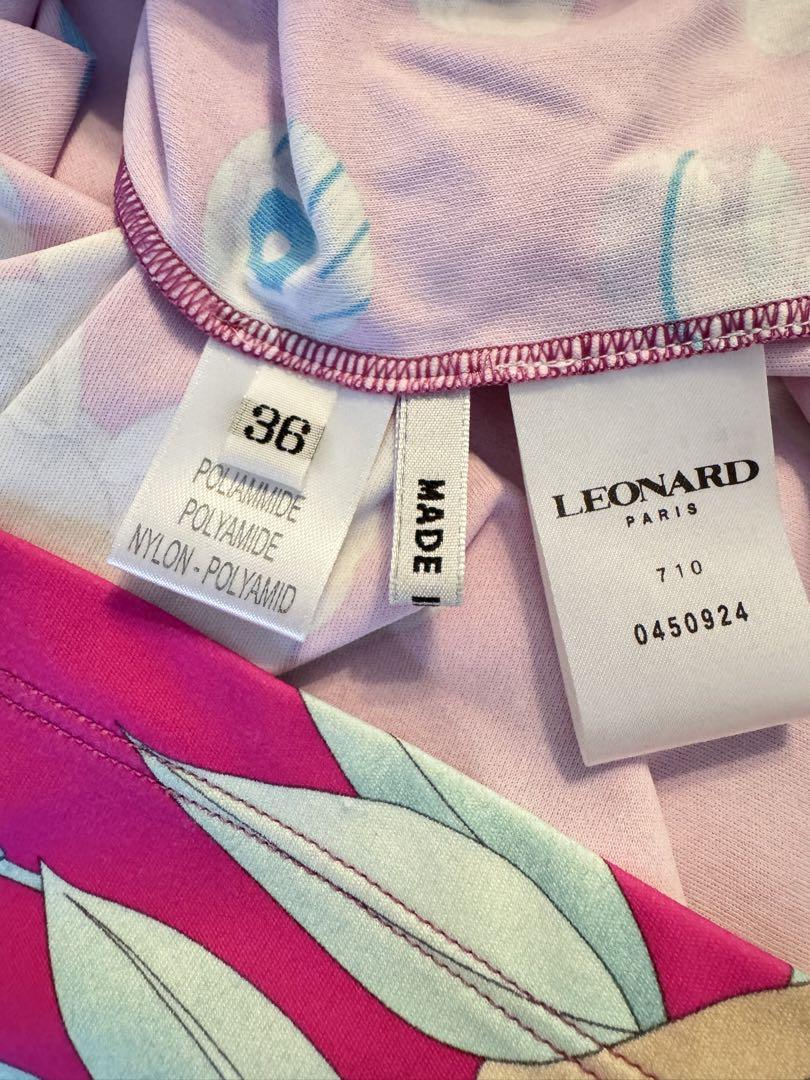 36
POLIAMMIDE
POLYAMIDE
NYLON - POLYAMID
MADE I
LEONARD
PARIS
710
0450924